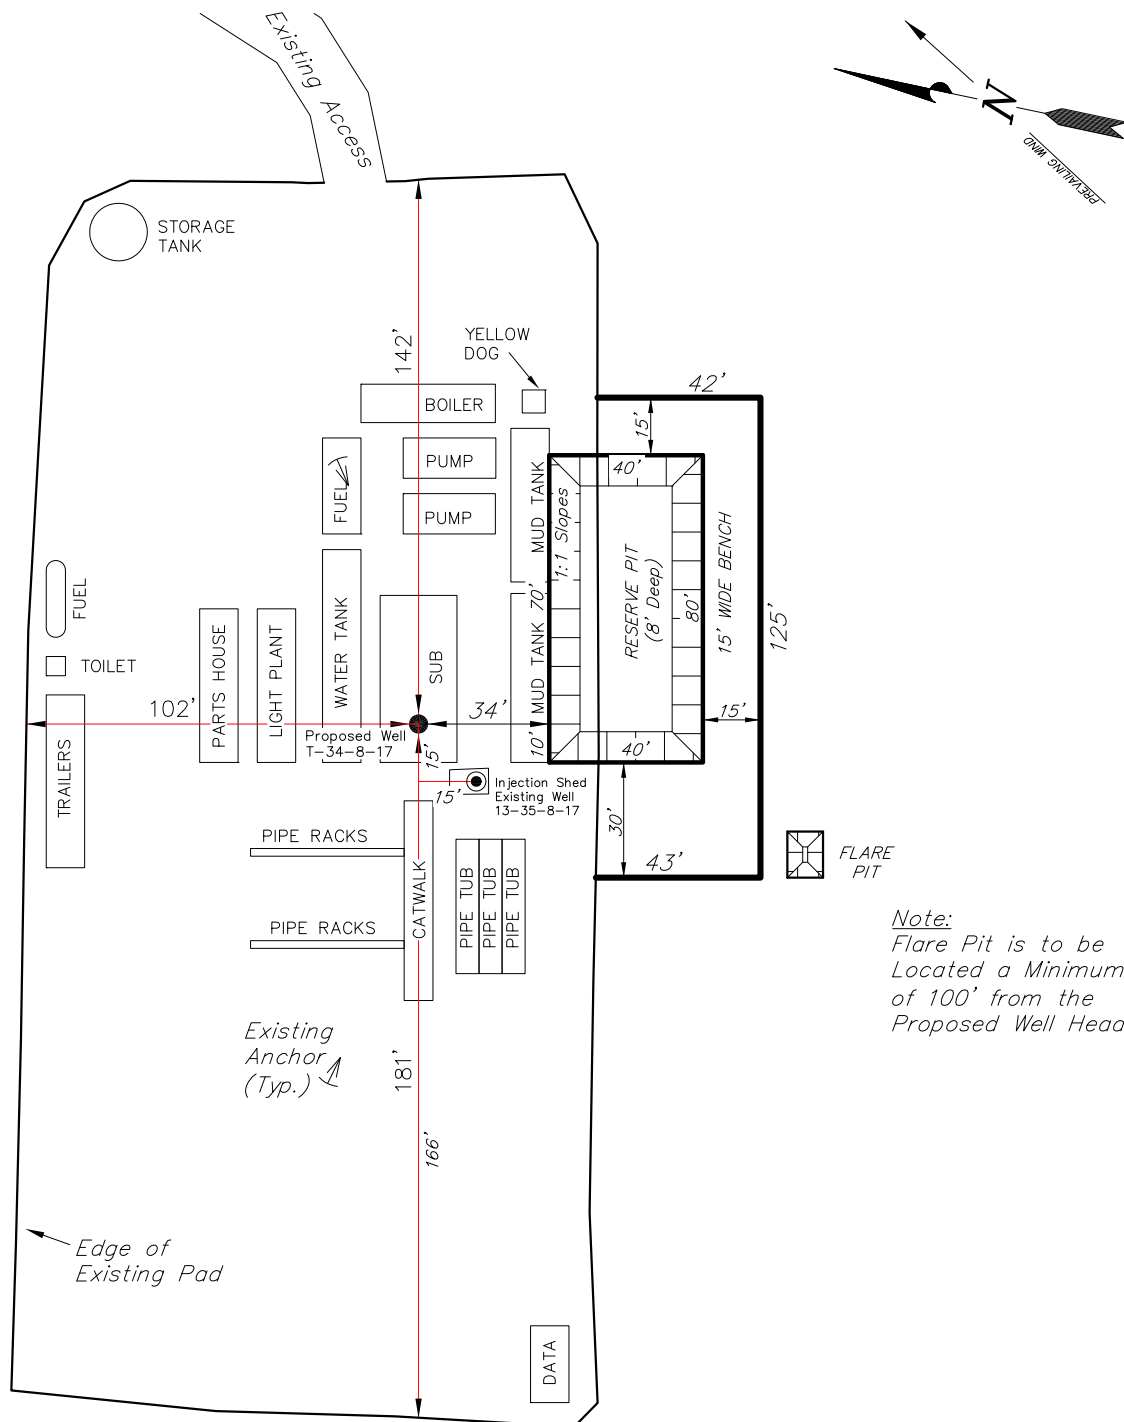 Existing Access
N
PREVAILING WIND
STORAGE
TANK
142'
YELLOW
DOG
42'
15'
BOILER
PUMP
PUMP
FUEL
MUD TANK
40'
1:1 Slopes
RESERVE PIT
(8' Deep)
80'
15' WIDE BENCH
125'
FUEL
TOILET
TRAILERS
102'
PARTS HOUSE
LIGHT PLANT
WATER TANK
SUB
MUD TANK
70'
10'
34'
15'
40'
Proposed Well
T-34-8-17
15'
15'
Injection Shed
Existing Well
13-35-8-17
30'
43'
PIPE RACKS
PIPE RACKS
CATWALK
PIPE TUB
PIPE TUB
PIPE TUB
FLARE
PIT
Note:
Flare Pit is to be
Located a Minimum
of 100' from the
Proposed Well Head
Existing
Anchor
(Typ.)
181'
166'
Edge of
Existing Pad
DATA